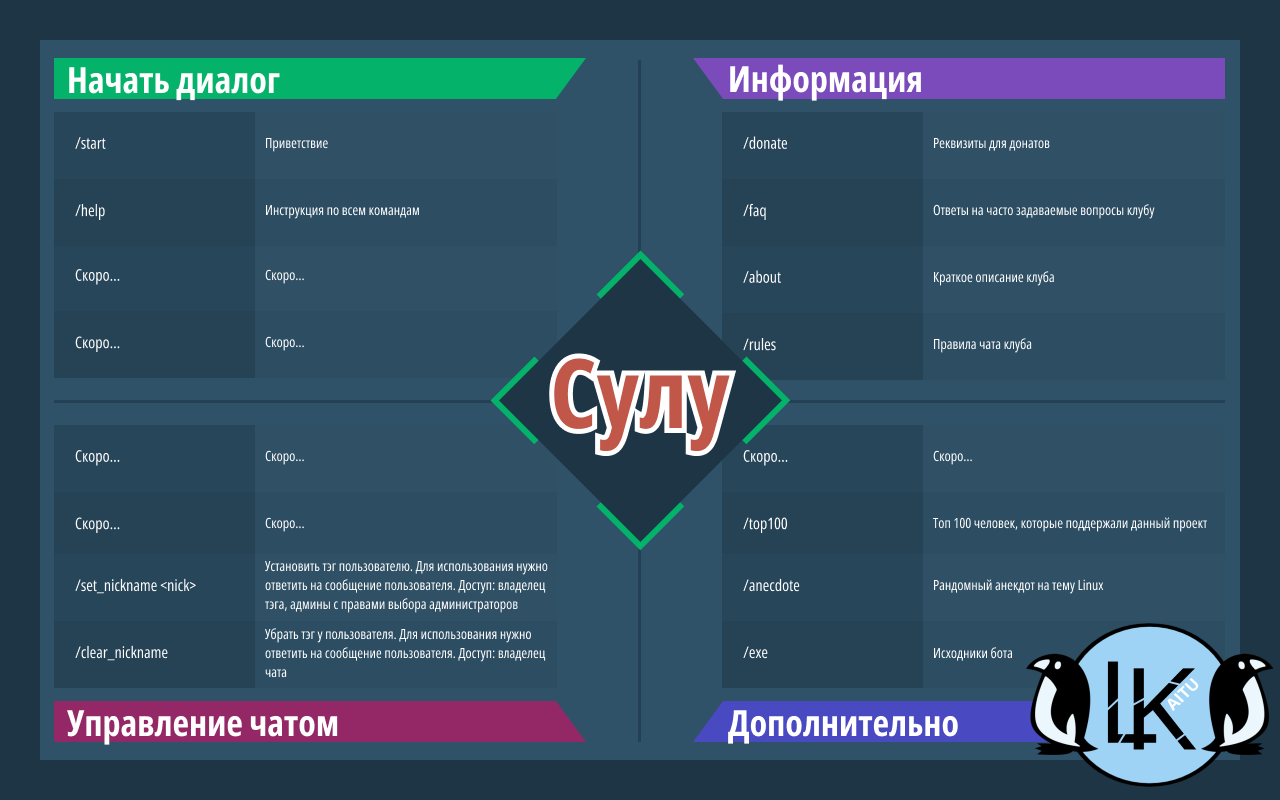 Начать диалог
/start
Приветствие
/help
Инструкция по всем командам
Скоро...
Скоро...
Скоро...
Скоро...
Информация
/donate
Реквизиты для донатов
/faq
Ответы на часто задаваемые вопросы клубу
/about
Краткое описание клуба
/rules
Правила чата клуба
Сулу
Скоро...
Скоро...
Скоро...
Скоро...
/set_nickname <nick>
Установить тэг пользователю. Для использования нужно
ответить на сообщение пользователя. Доступ: владелец
тэга, админы с правами выбора администраторов
/clear_nickname
Убрать тэг у пользователя. Для использования нужно
ответить на сообщение пользователя. Доступ: владелец
чата
Управление чатом
Скоро...
Скоро...
/top100
Топ 100 человек, которые поддержали данный проект
/anecdote
Рандомный анекдот на тему Linux
/exe
Исходники бота
Дополнительно
LK
AITU